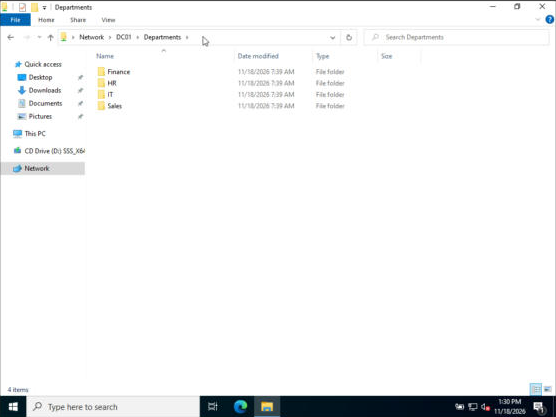 Departments
File Home Share View
Network DC01 Departments Search Departments
Name Date modified Type Size
Quick access
Desktop
Downloads
Documents
Pictures
This PC
CD Drive (D:) SSS_X64
Network
Finance 11/18/2026 7:39 AM File folder
HR 11/18/2026 7:39 AM File folder
IT 11/18/2026 7:39 AM File folder
Sales 11/18/2026 7:39 AM File folder
4 items
Type here to search
1:30 PM
11/18/2026